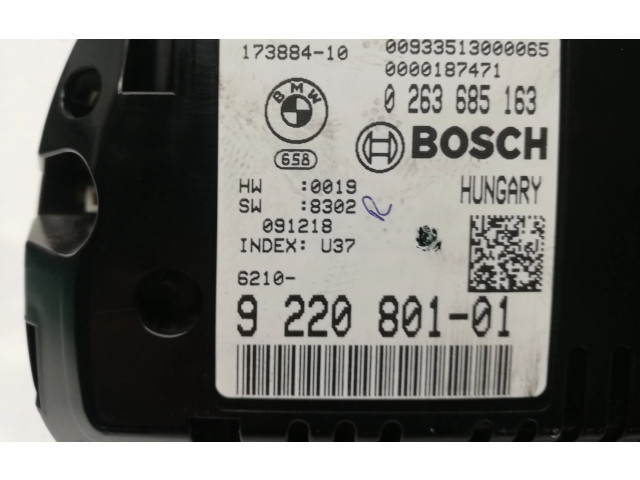 173884-10 00933513000065
0000187471
BMW
0 263 685 163
658
BOSCH
HW :0019
HUNGARY
SW :8302
R
091218
INDEX: U37
6210-
9 220 801-01